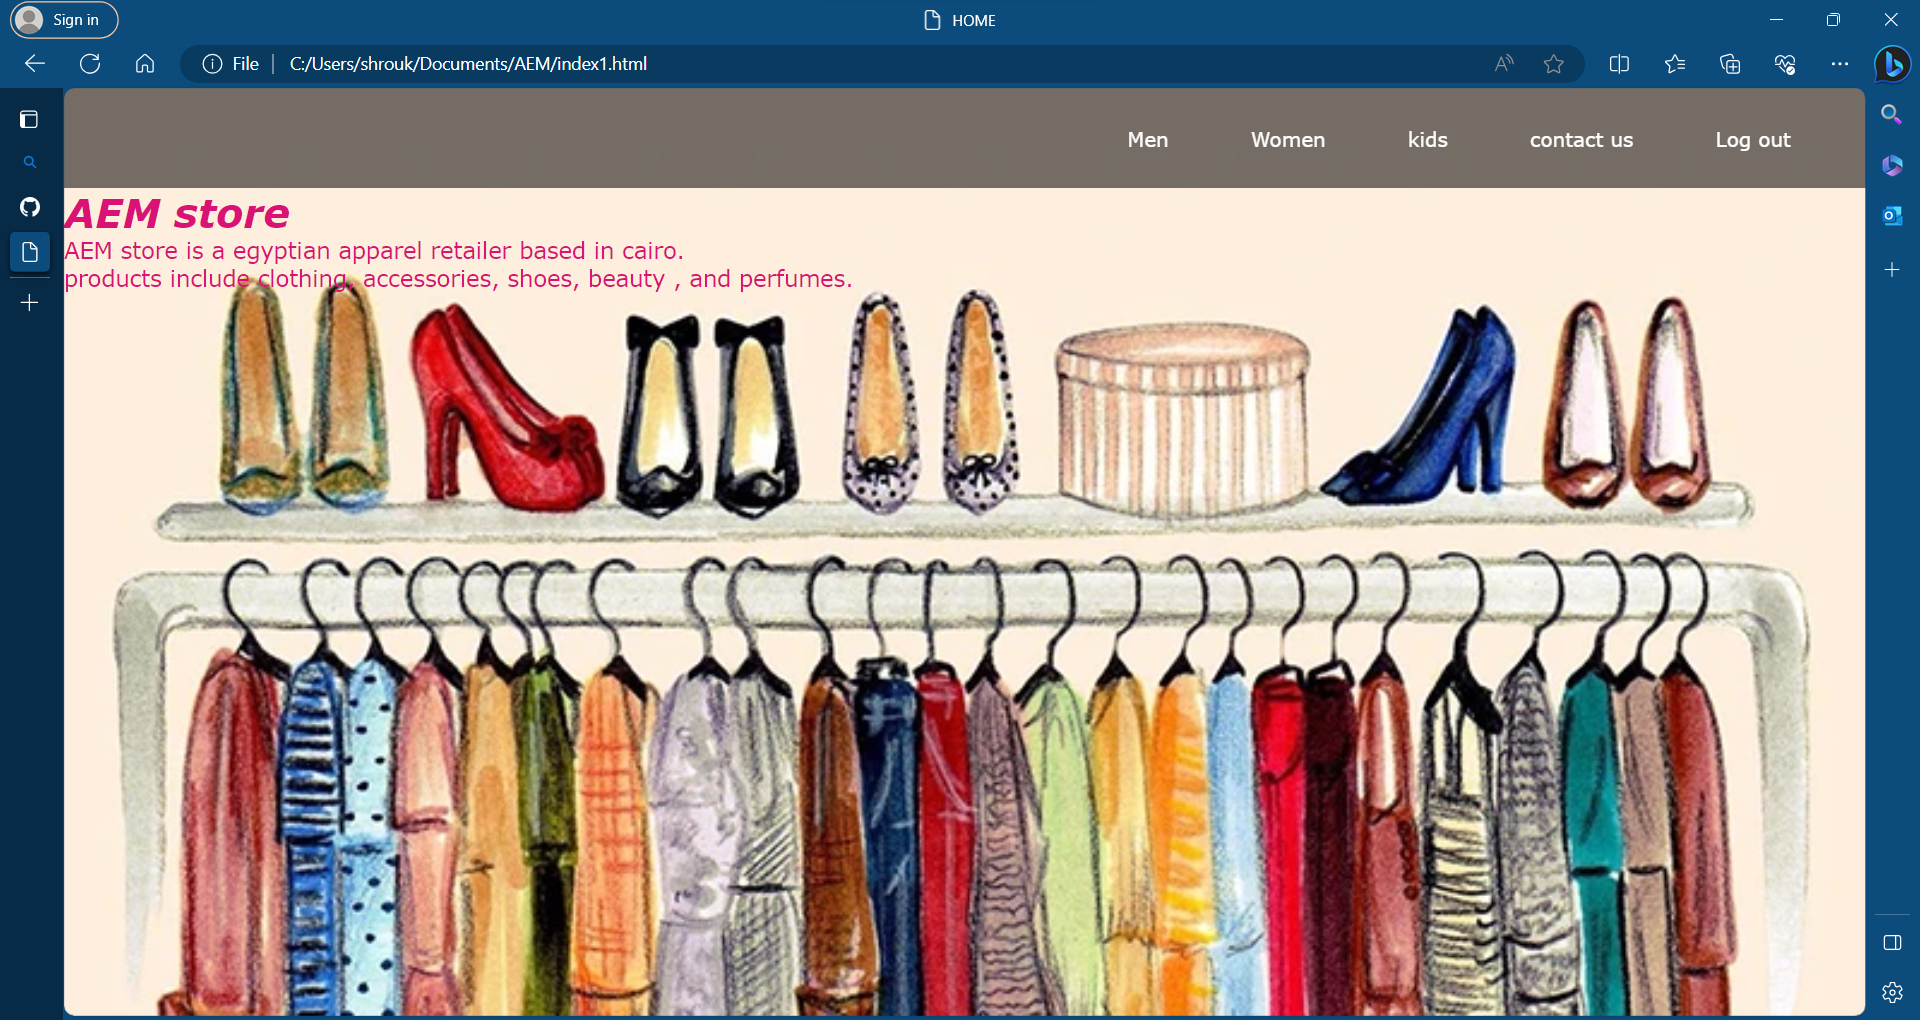 Sign in
HOME
File
C:/Users/shrouk/Documents/AEM/index1.html
Men Women kids contact us Log out
AEM store
AEM store is a egyptian apparel retailer based in cairo.
products include clothing, accessories, shoes, beauty , and perfumes.